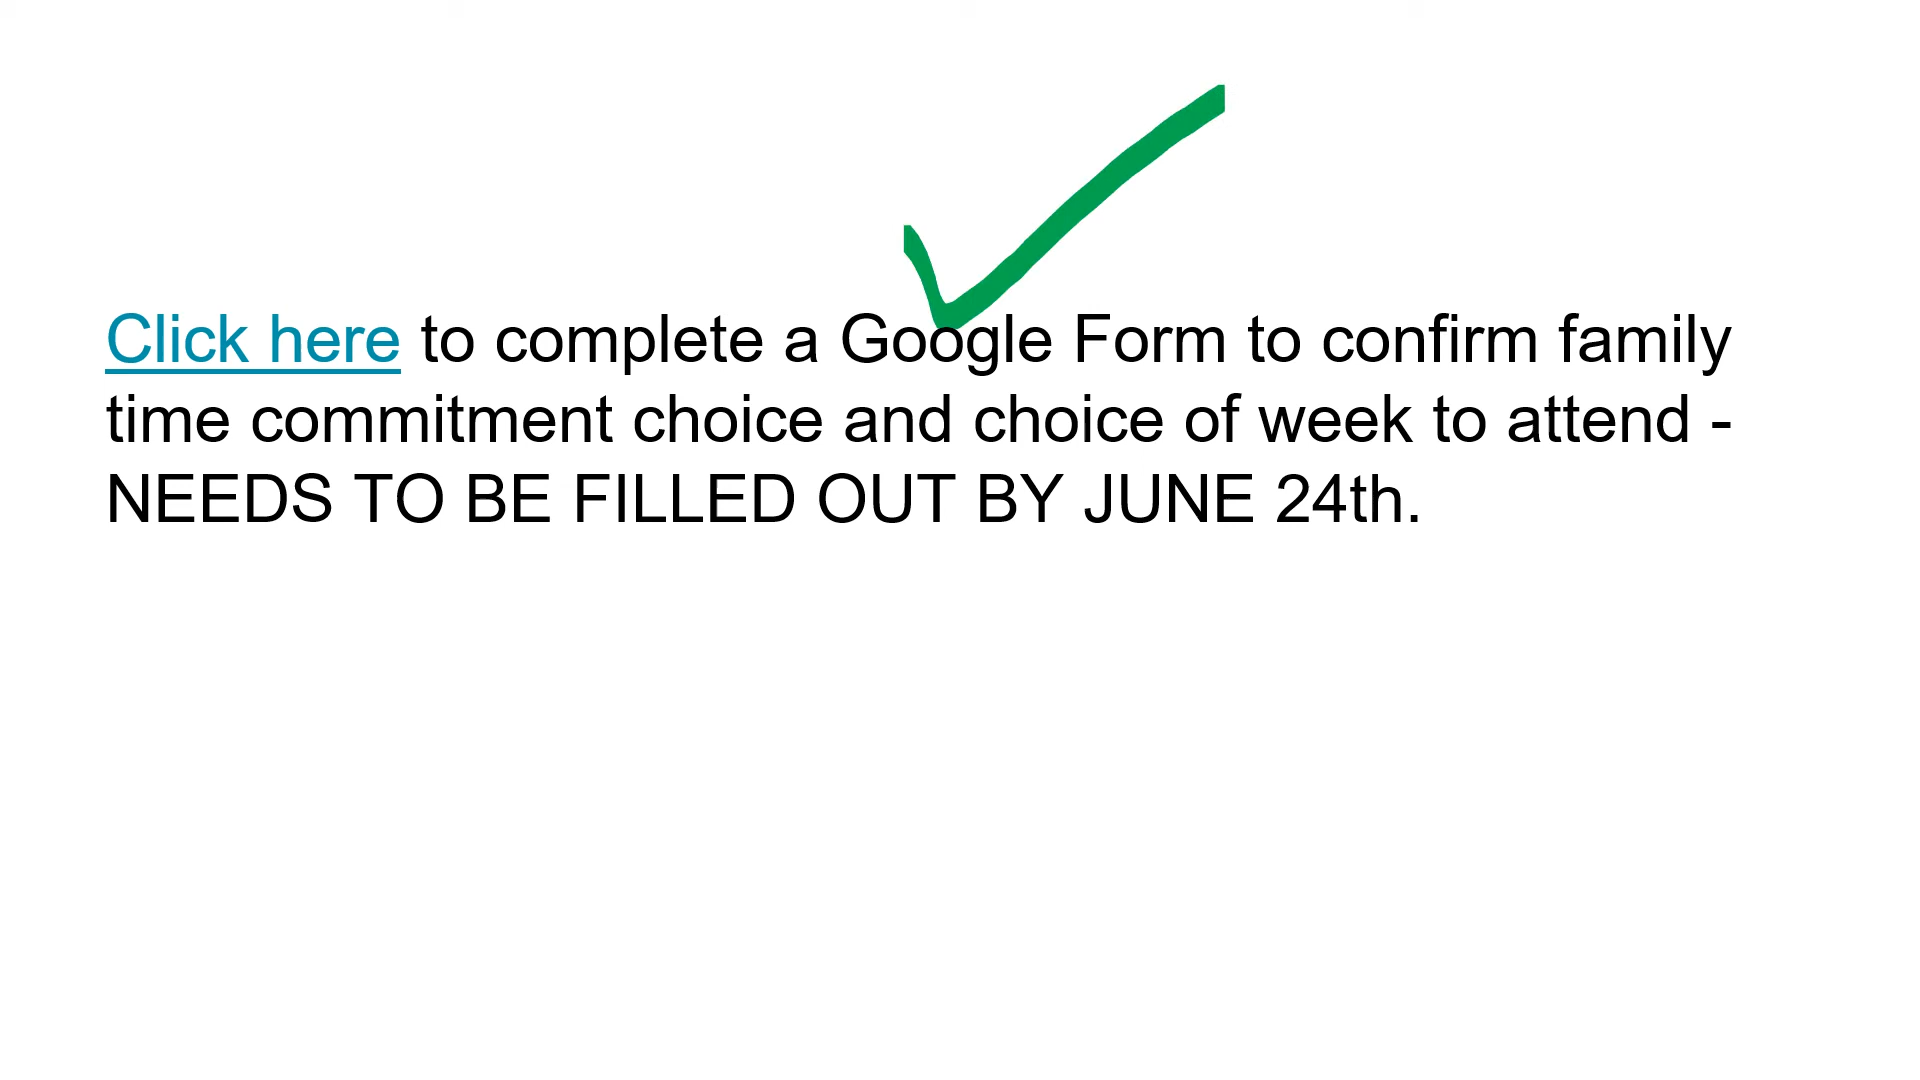 Click here to complete a Google Form to confirm family
time commitment choice and choice of week to attend -
NEEDS TO BE FILLED OUT BY JUNE 24th.